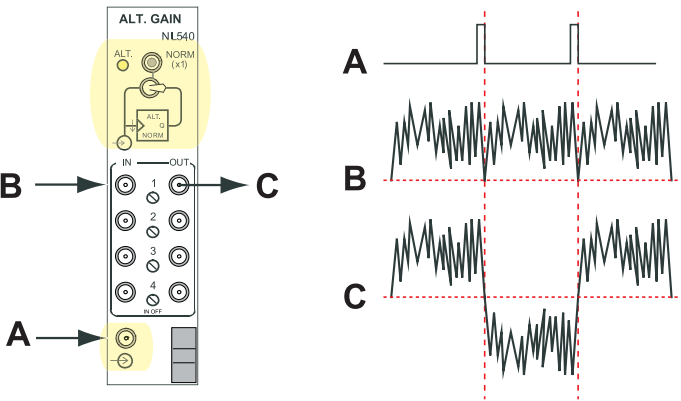 ALT. GAIN
NL540
ALT.
NORM
(x1)
ALT.
Q
NORM
IN
OUT
1
2
3
4
IN OFF
B
C
A
A
B
C